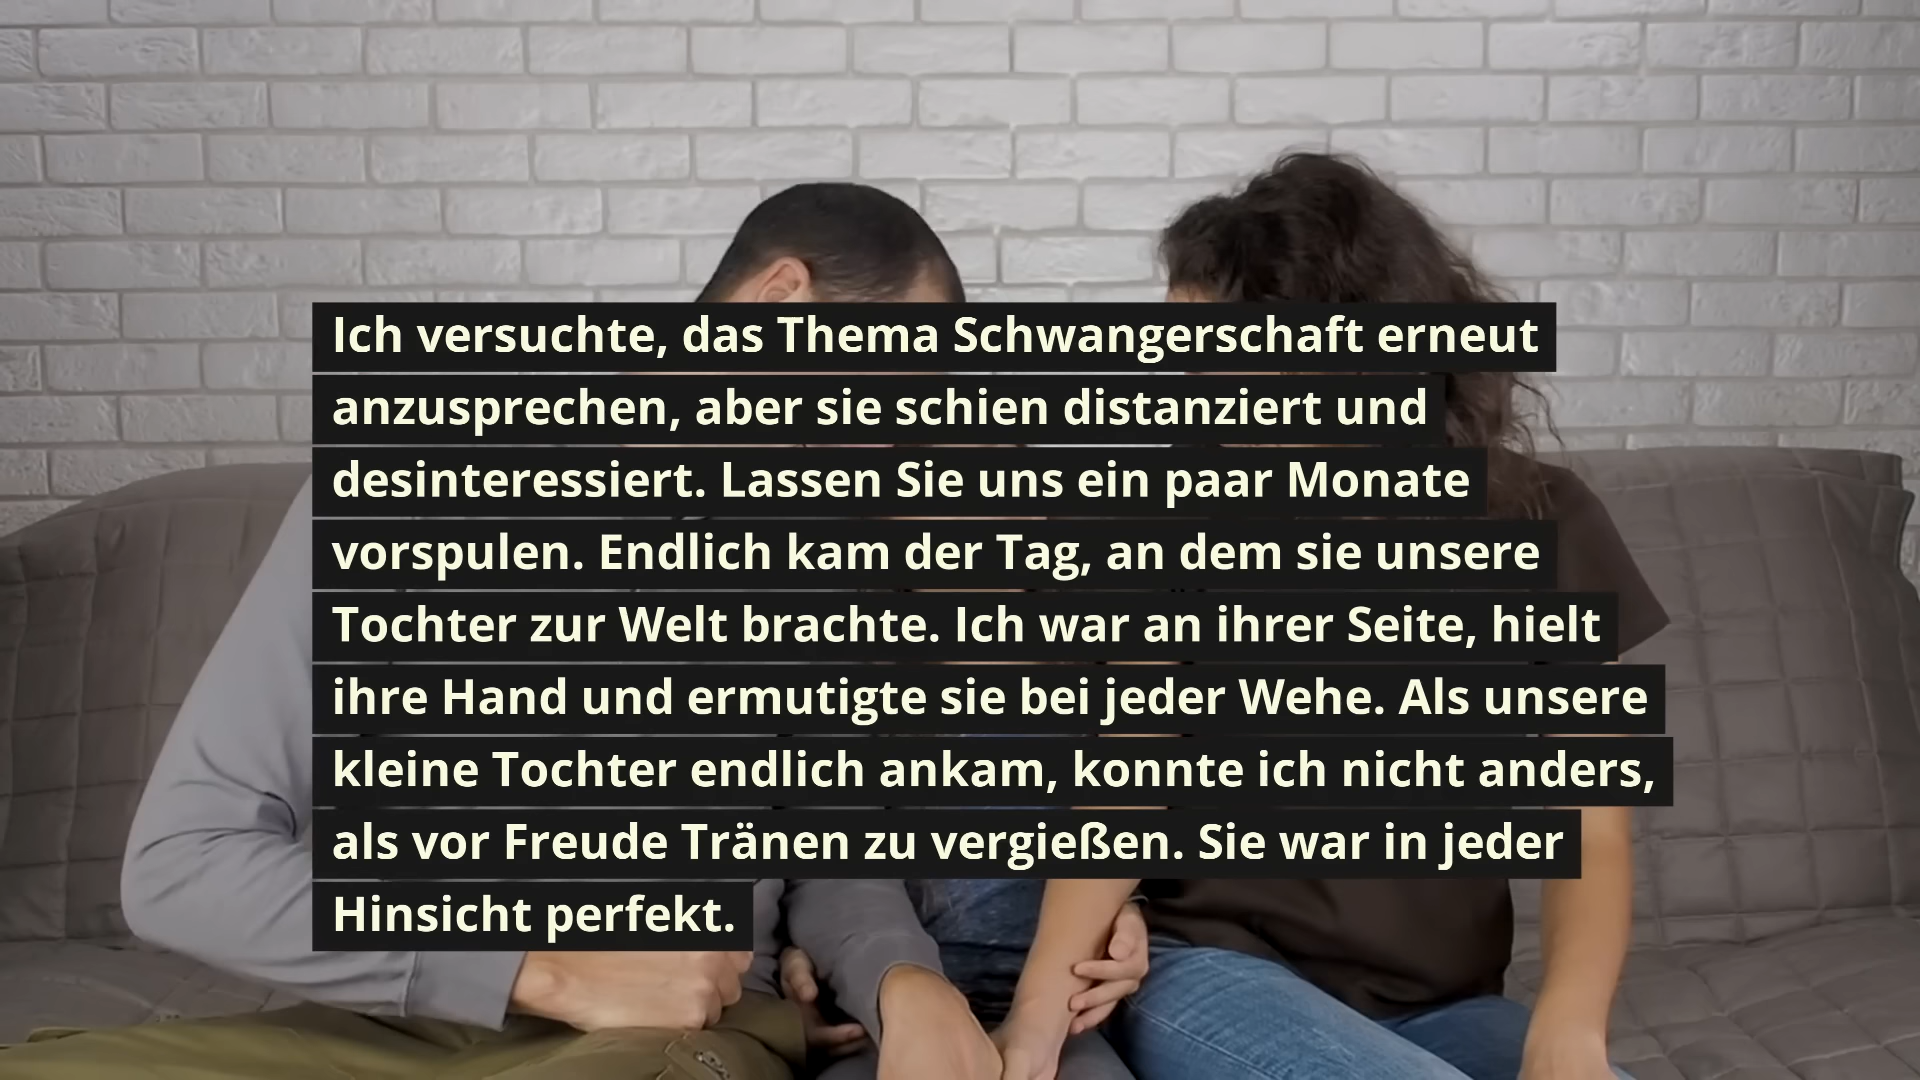 Ich versuchte, das Thema Schwangerschaft erneut
anzusprechen, aber sie schien distanziert und
desinteressiert. Lassen Sie uns ein paar Monate
vorspulen. Endlich kam der Tag, an dem sie unsere
Tochter zur Welt brachte. Ich war an ihrer Seite, hielt
ihre Hand und ermutigte sie bei jeder Wehe. Als unsere
kleine Tochter endlich ankam, konnte ich nicht anders,
als vor Freude Tränen zu vergießen. Sie war in jeder
Hinsicht perfekt.